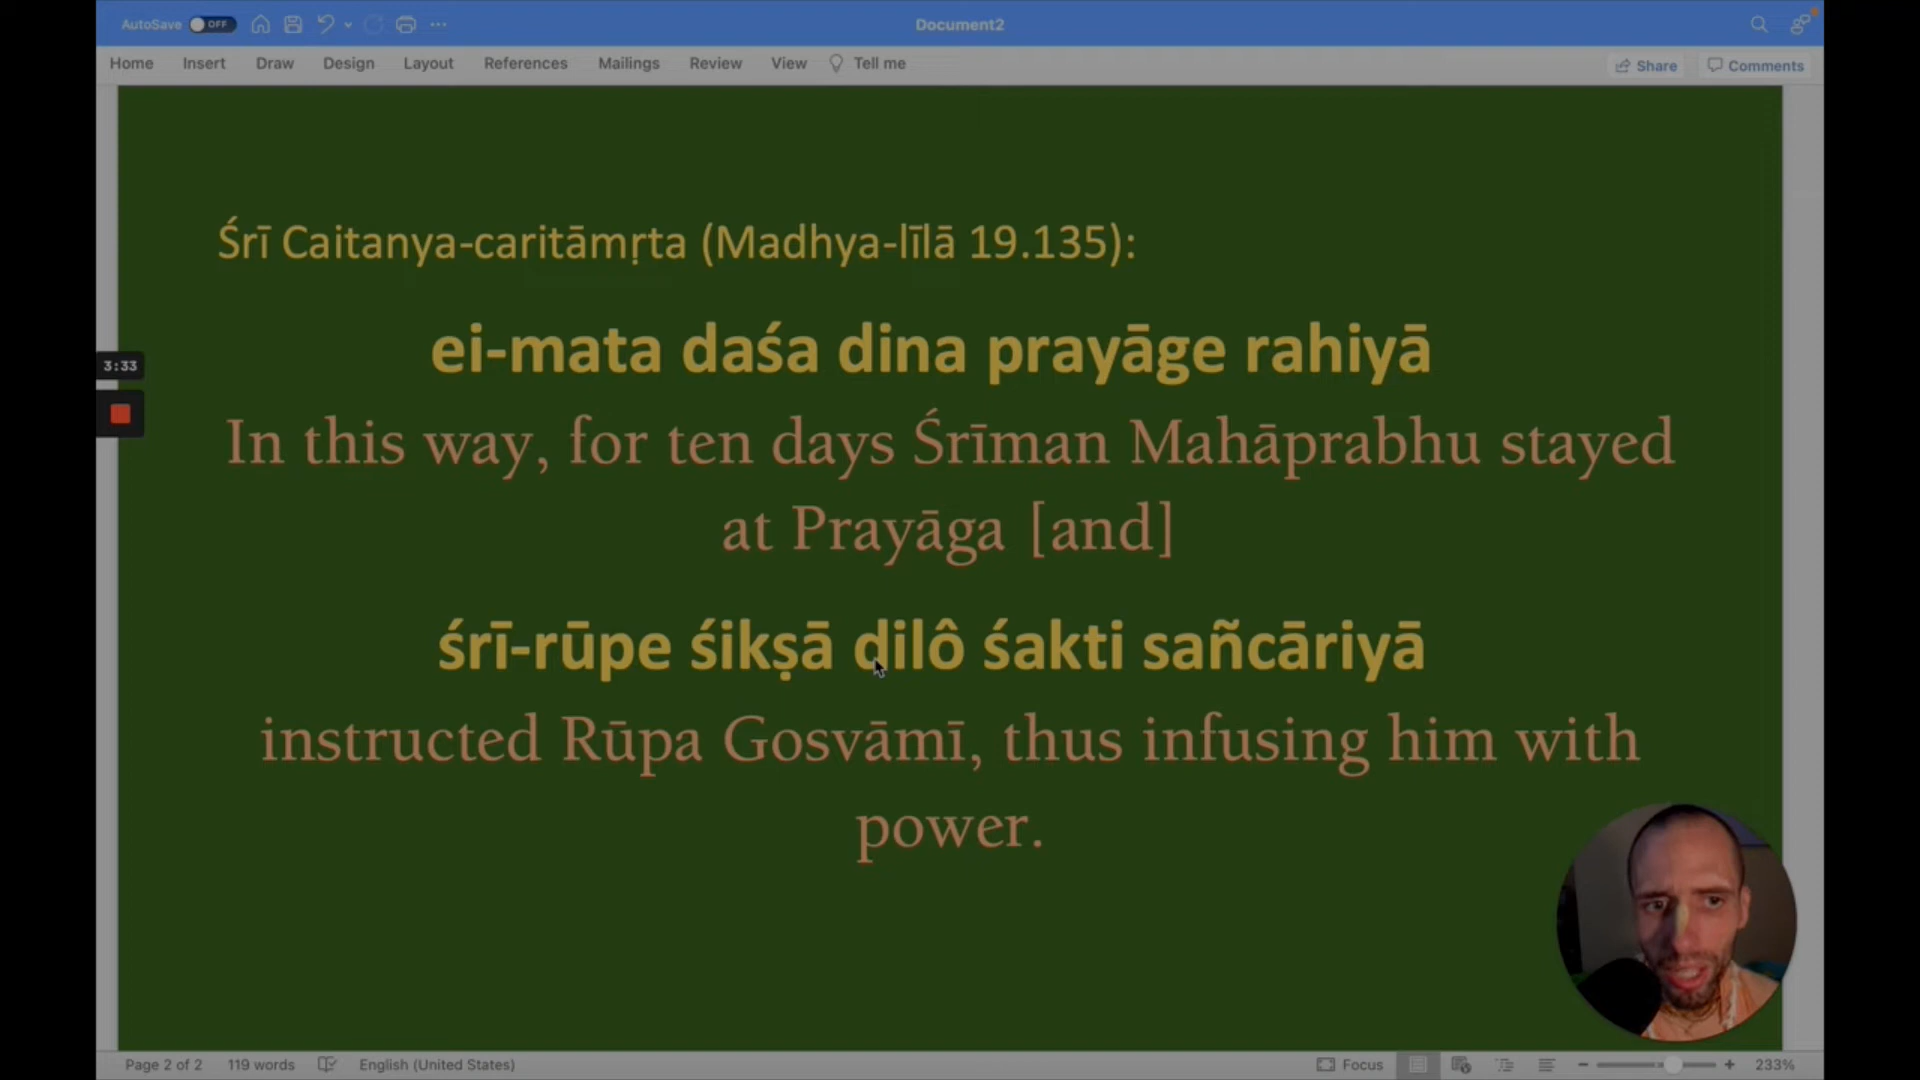 AutoSave OFF Document2
Home Insert Draw Design Layout References Mailings Review View Tell me Share Comments
Śrī Caitanya-caritāmṛta (Madhya-līlā 19.135):
ei-mata daśa dina prayāge rahiyā
3:33
In this way, for ten days Śrīman Mahāprabhu stayed
at Prayāga [and]
śrī-rūpe śikṣā dilô śakti sañcāriyā
instructed Rūpa Gosvāmī, thus infusing him with
power.
Page 2 of 2 119 words English (United States) Focus 233%